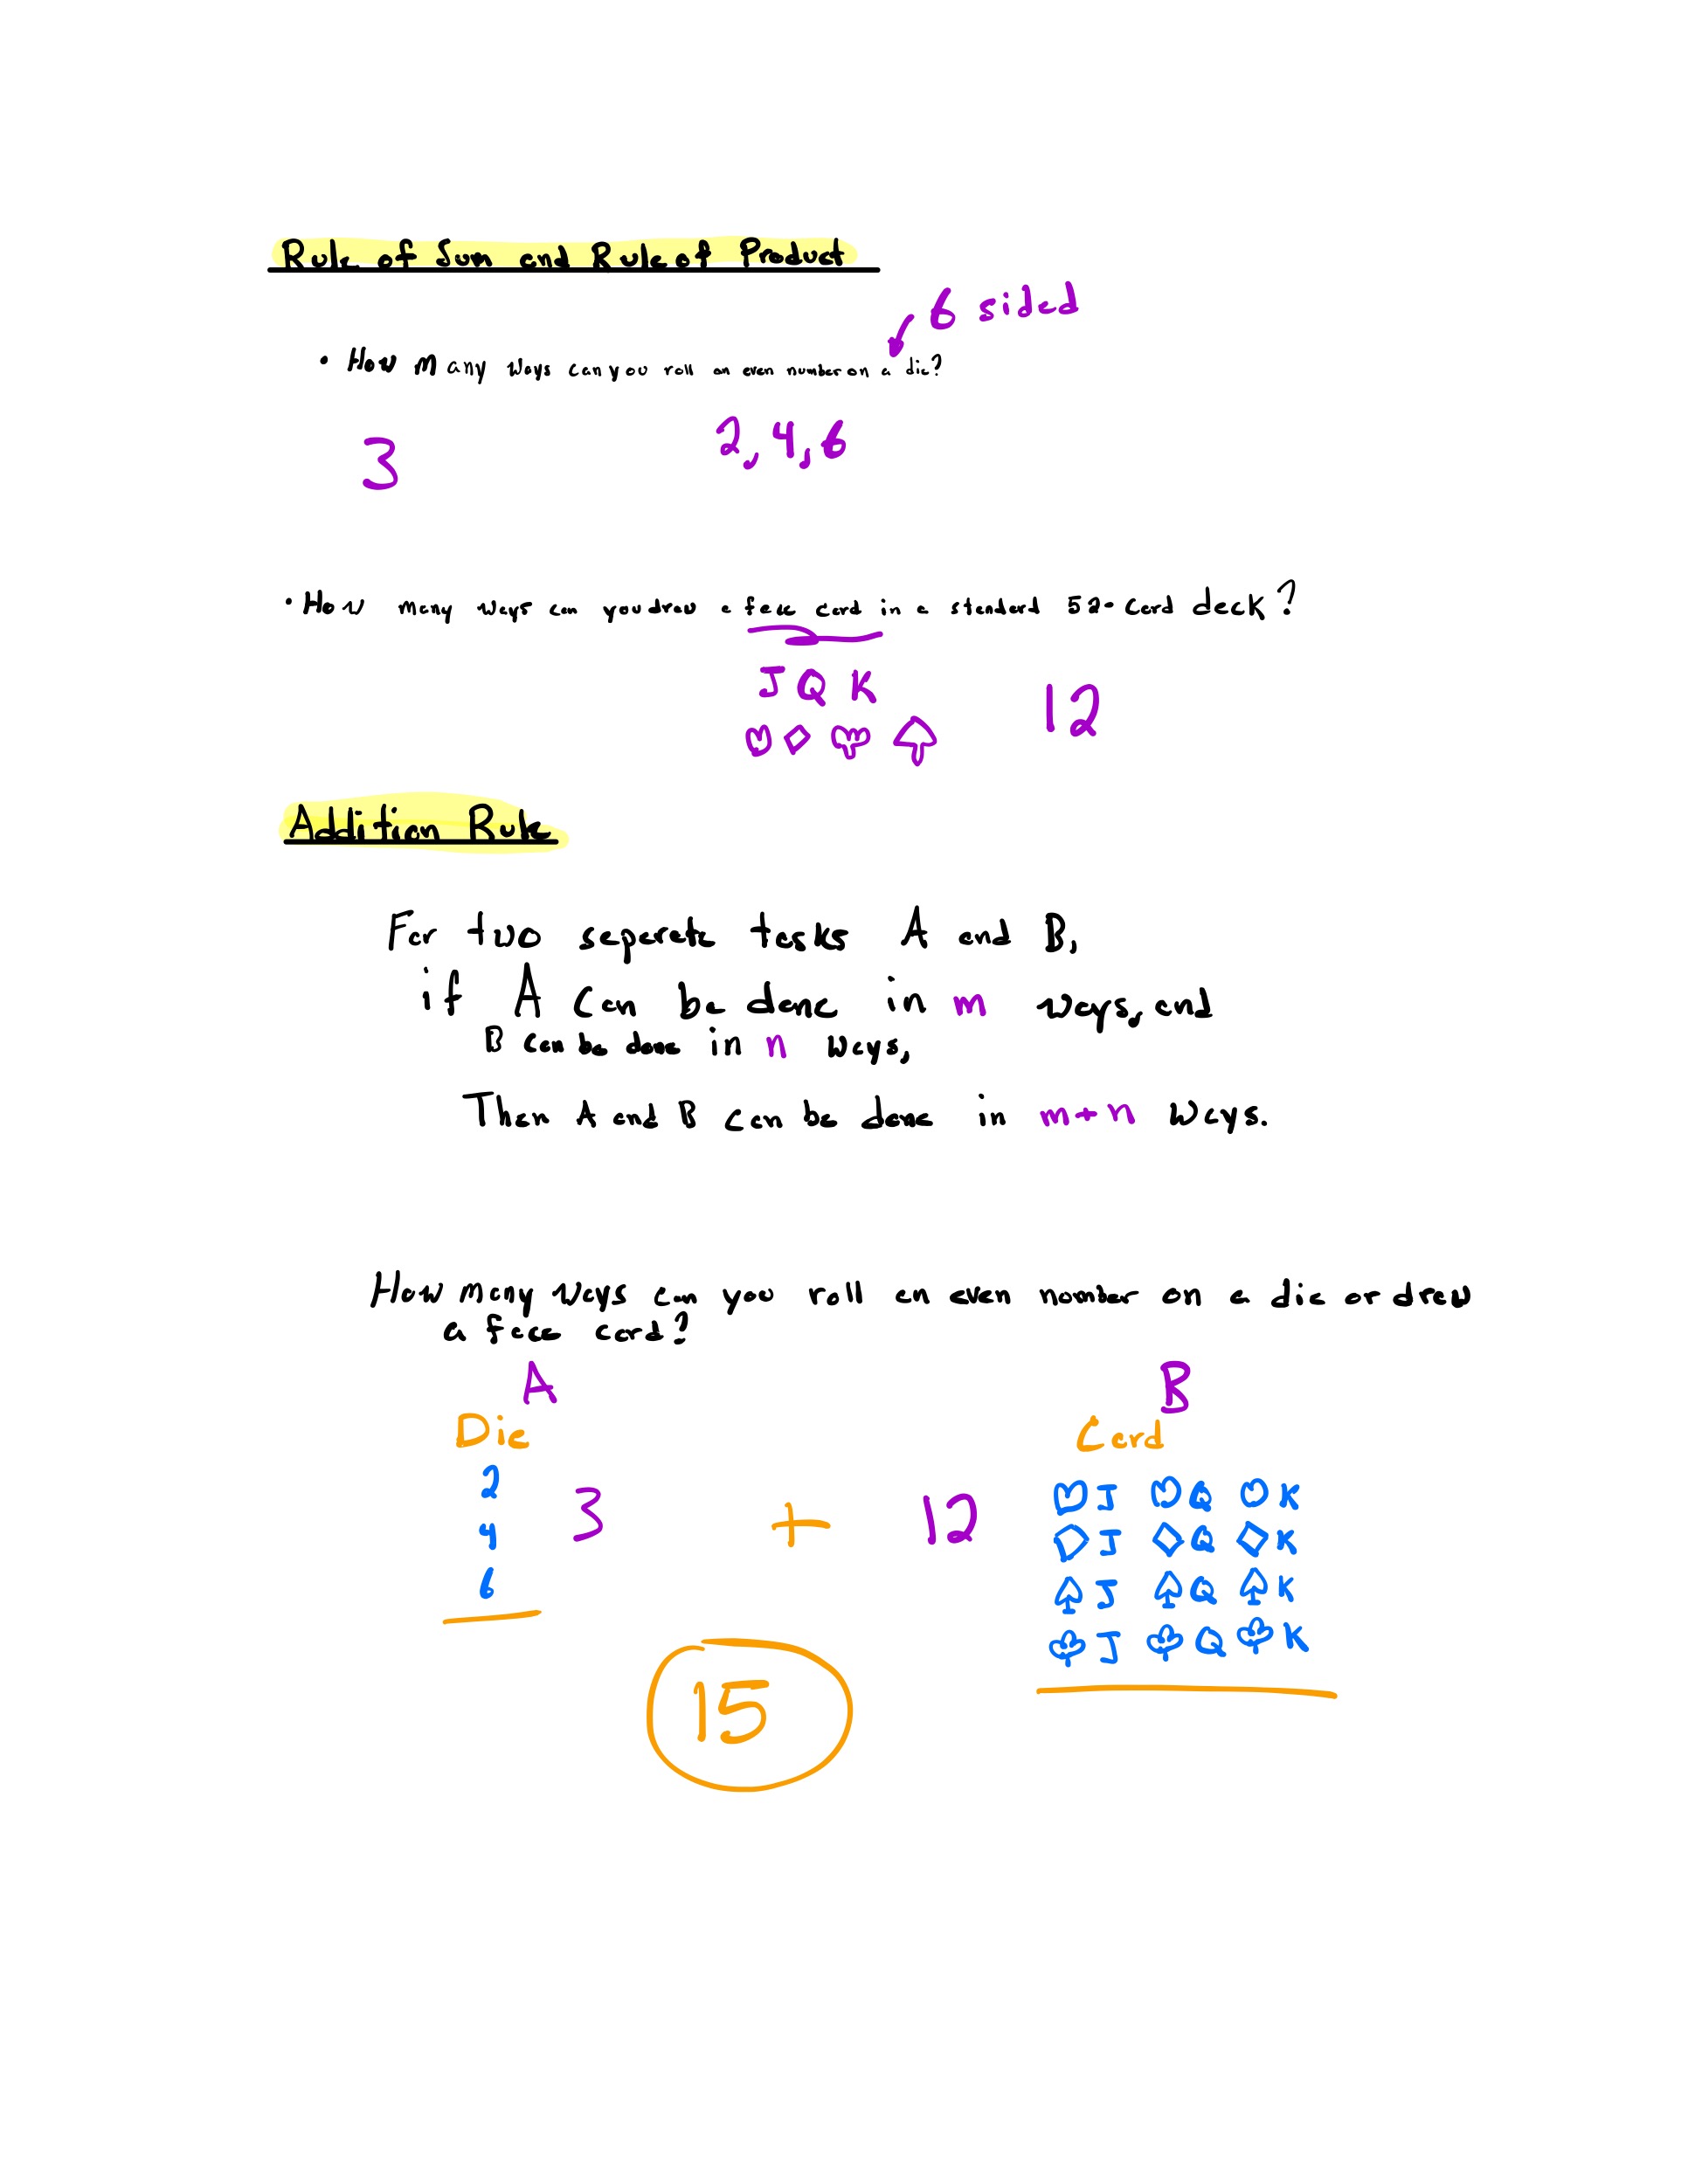 Rule of Sum and Rule of Product
6 sided
• How Many ways can you roll an even number on a die?
3
2, 4, 6
• How many ways can you draw a face card in a standard 52-card deck?
J Q K
♡ ♢ ♧ ♤
12
Addition Rule
For two separate tasks A and B,
if A can be done in m ways, and
B can be done in n ways,
Then A and B can be done in m+n ways.
How many ways can you roll an even number on a die or draw
a face card?
A B
Die Card
2
4
6
3 + 12
♡J ♡Q ♡K
♢J ♢Q ♢K
♤J ♤Q ♤K
♧J ♧Q ♧K
15